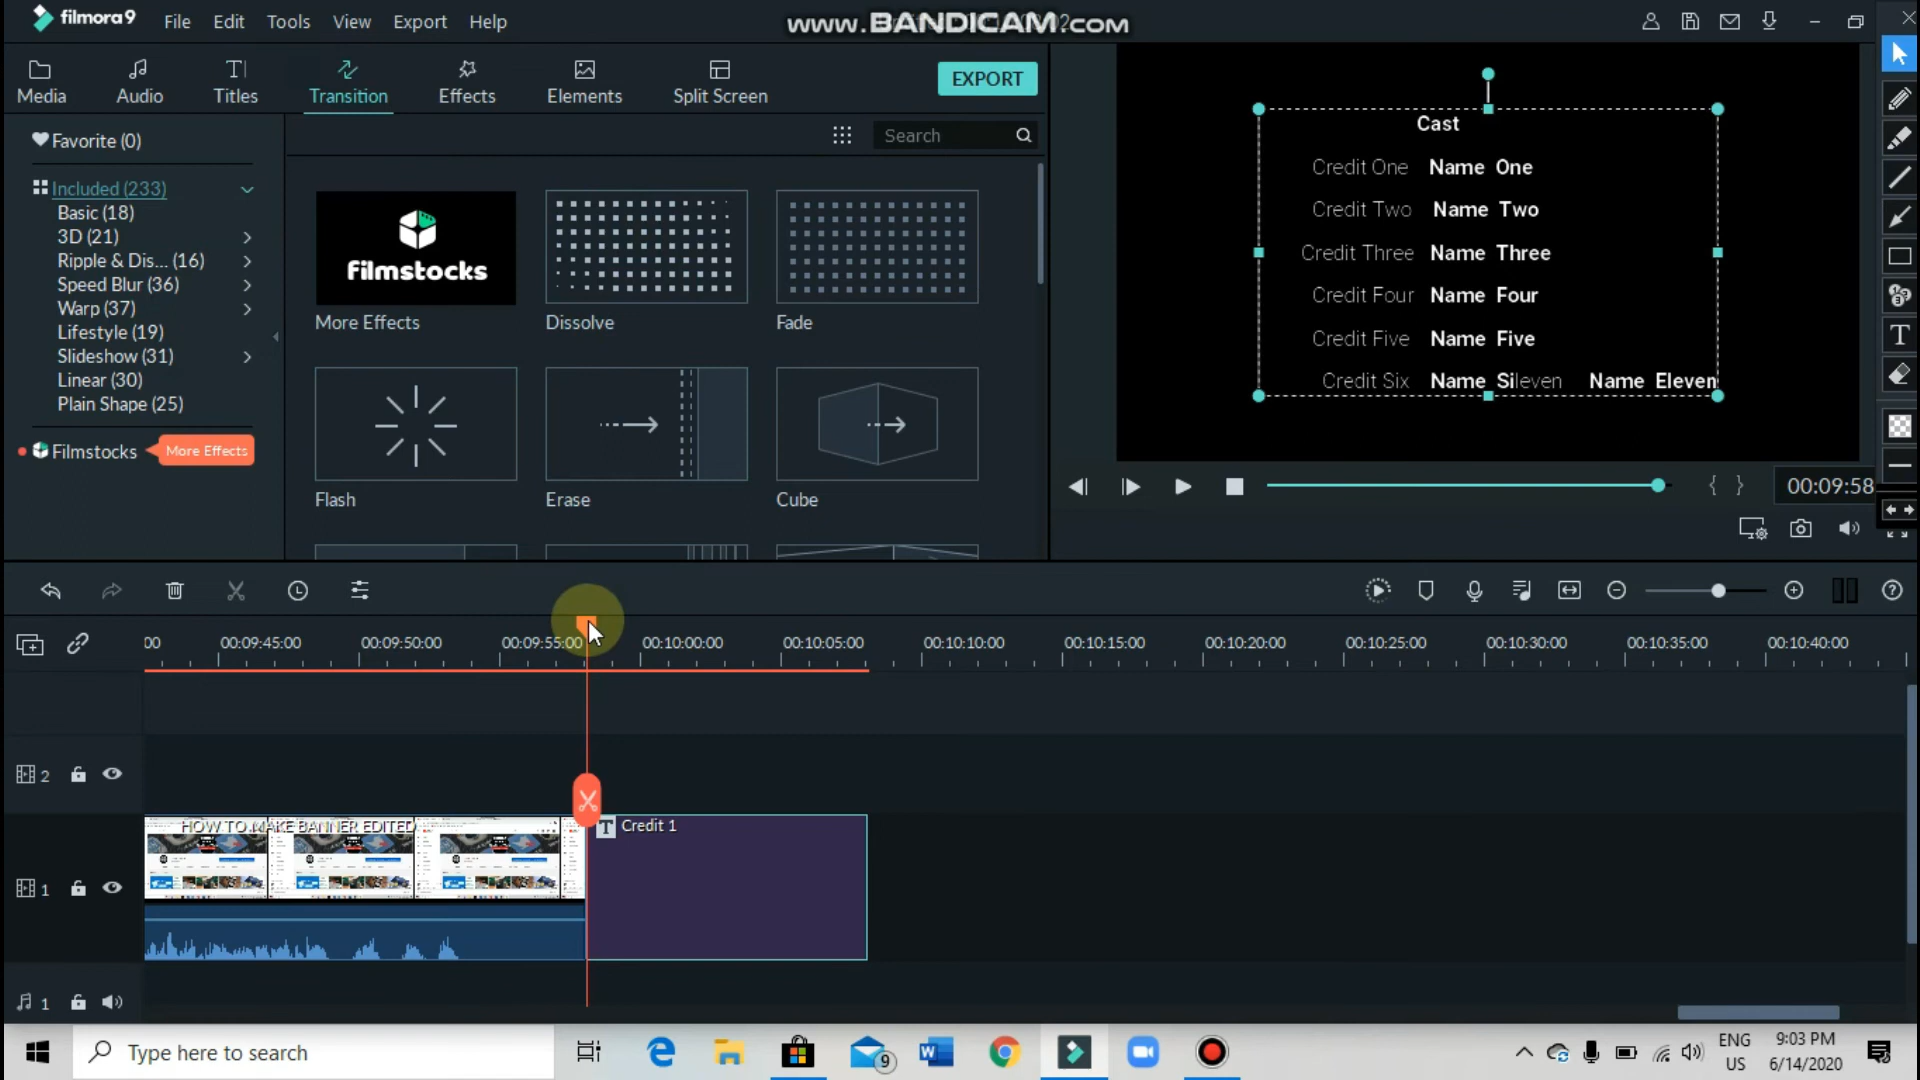 filmora9 File Edit Tools View Export Help
www.BANDICAM.com
Media Audio Titles Transition Effects Elements Split Screen EXPORT
Favorite (0)
Search
Included (233)
Basic (18)
3D (21)
Ripple & Dis... (16)
Speed Blur (36)
Warp (37)
Lifestyle (19)
Slideshow (31)
Linear (30)
Plain Shape (25)
Filmstocks More Effects
filmstocks
More Effects Dissolve Fade
Flash Erase Cube
Cast
Credit One Name One
Credit Two Name Two
Credit Three Name Three
Credit Four Name Four
Credit Five Name Five
Credit Six Name Sileven Name Eleven
{ } 00:09:58
T
00 00:09:45:00 00:09:50:00 00:09:55:00 00:10:00:00 00:10:05:00 00:10:10:00 00:10:15:00 00:10:20:00 00:10:25:00 00:10:30:00 00:10:35:00 00:10:40:00
2
HOW TO MAKE BANNER EDITED
T Credit 1
1
1
Type here to search
9
ENG
US
9:03 PM
6/14/2020